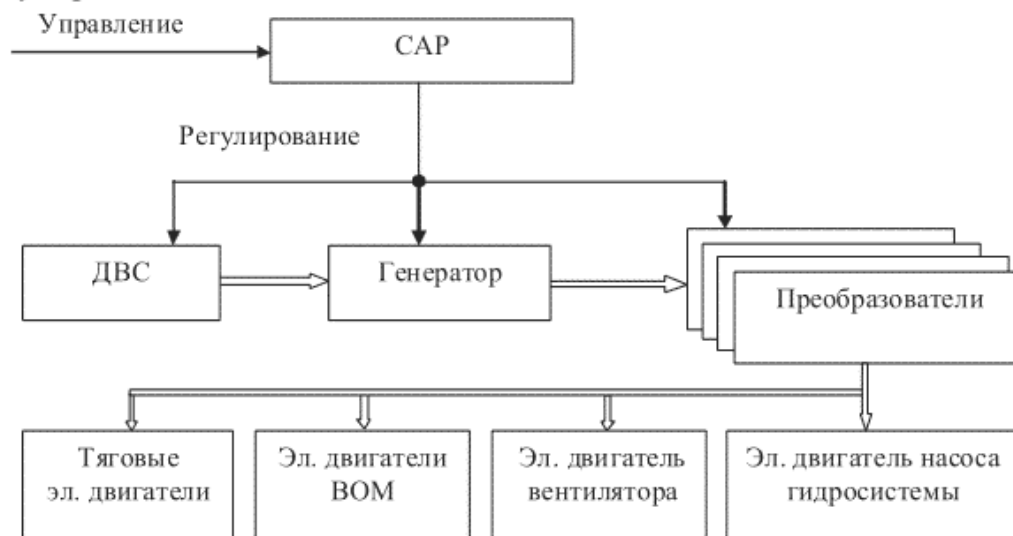 Управление
САР
Регулирование
ДВС
Генератор
Преобразователи
Тяговые
эл. двигатели
Эл. двигатели
ВОМ
Эл. двигатель
вентилятора
Эл. двигатель насоса
гидросистемы